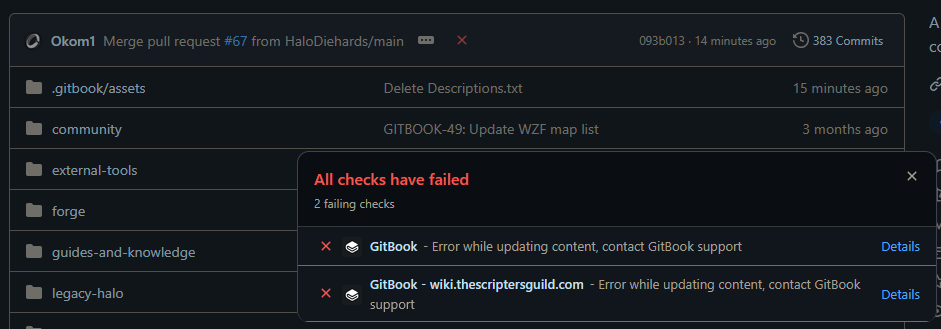 Okom1 Merge pull request #67 from HaloDiehards/main 093b013 · 14 minutes ago 383 Commits
.gitbook/assets Delete Descriptions.txt 15 minutes ago
community GITBOOK-49: Update WZF map list 3 months ago
external-tools
All checks have failed
2 failing checks
forge
guides-and-knowledge
GitBook - Error while updating content, contact GitBook support Details
legacy-halo
GitBook - wiki.thescriptersguild.com - Error while updating content, contact GitBook
support
Details
A